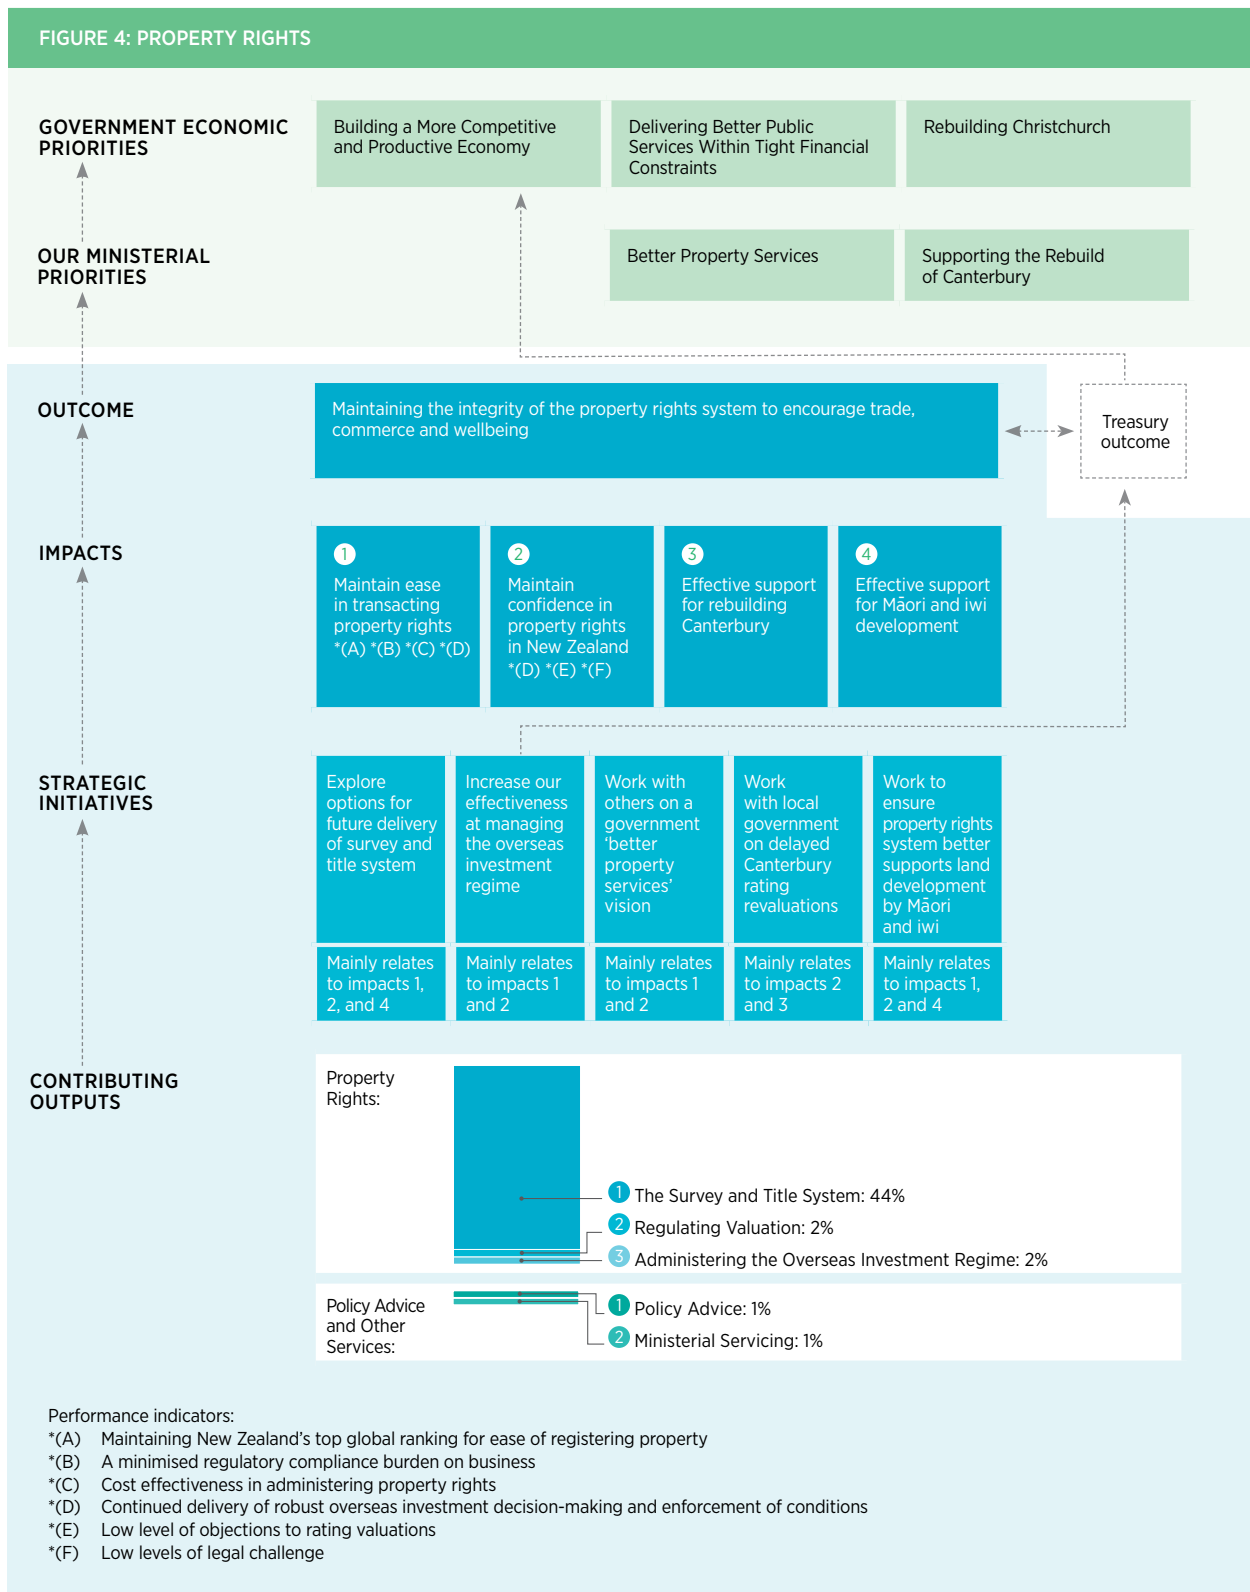 FIGURE 4: PROPERTY RIGHTS
GOVERNMENT ECONOMIC
PRIORITIES
Building a More Competitive
and Productive Economy
Delivering Better Public
Services Within Tight Financial
Constraints
Rebuilding Christchurch
OUR MINISTERIAL
PRIORITIES
Better Property Services
Supporting the Rebuild
of Canterbury
OUTCOME
Maintaining the integrity of the property rights system to encourage trade,
commerce and wellbeing
Treasury
outcome
IMPACTS
1
Maintain ease
in transacting
property rights
*(A) *(B) *(C) *(D)
2
Maintain
confidence in
property rights
in New Zealand
*(D) *(E) *(F)
3
Effective support
for rebuilding
Canterbury
4
Effective support
for Māori and iwi
development
STRATEGIC
INITIATIVES
Explore
options for
future delivery
of survey and
title system
Mainly relates
to impacts 1,
2, and 4
Increase our
effectiveness
at managing
the overseas
investment
regime
Mainly relates
to impacts 1
and 2
Work with
others on a
government
‘better
property
services’
vision
Mainly relates
to impacts 1
and 2
Work
with local
government
on delayed
Canterbury
rating
revaluations
Mainly relates
to impacts 2
and 3
Work to
ensure
property rights
system better
supports land
development
by Māori
and iwi
Mainly relates
to impacts 1,
2 and 4
CONTRIBUTING
OUTPUTS
Property
Rights:
1 The Survey and Title System: 44%
2 Regulating Valuation: 2%
3 Administering the Overseas Investment Regime: 2%
Policy Advice
and Other
Services:
1 Policy Advice: 1%
2 Ministerial Servicing: 1%
Performance indicators:
*(A) Maintaining New Zealand’s top global ranking for ease of registering property
*(B) A minimised regulatory compliance burden on business
*(C) Cost effectiveness in administering property rights
*(D) Continued delivery of robust overseas investment decision-making and enforcement of conditions
*(E) Low level of objections to rating valuations
*(F) Low levels of legal challenge